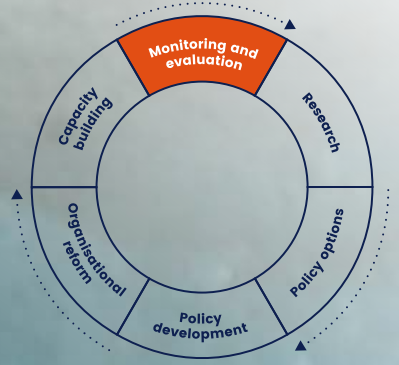 Monitoring and
evaluation
Research
Policy options
Policy
development
Organisational
reform
Capacity
building